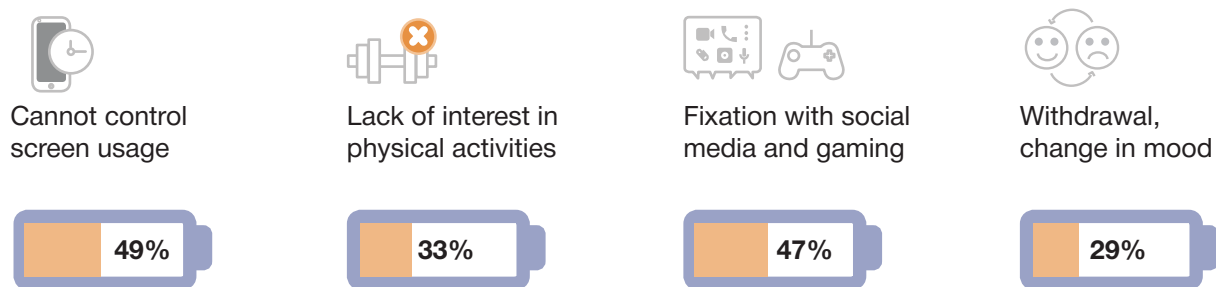 Cannot control
screen usage
Lack of interest in
physical activities
Fixation with social
media and gaming
Withdrawal,
change in mood
49%
33%
47%
29%